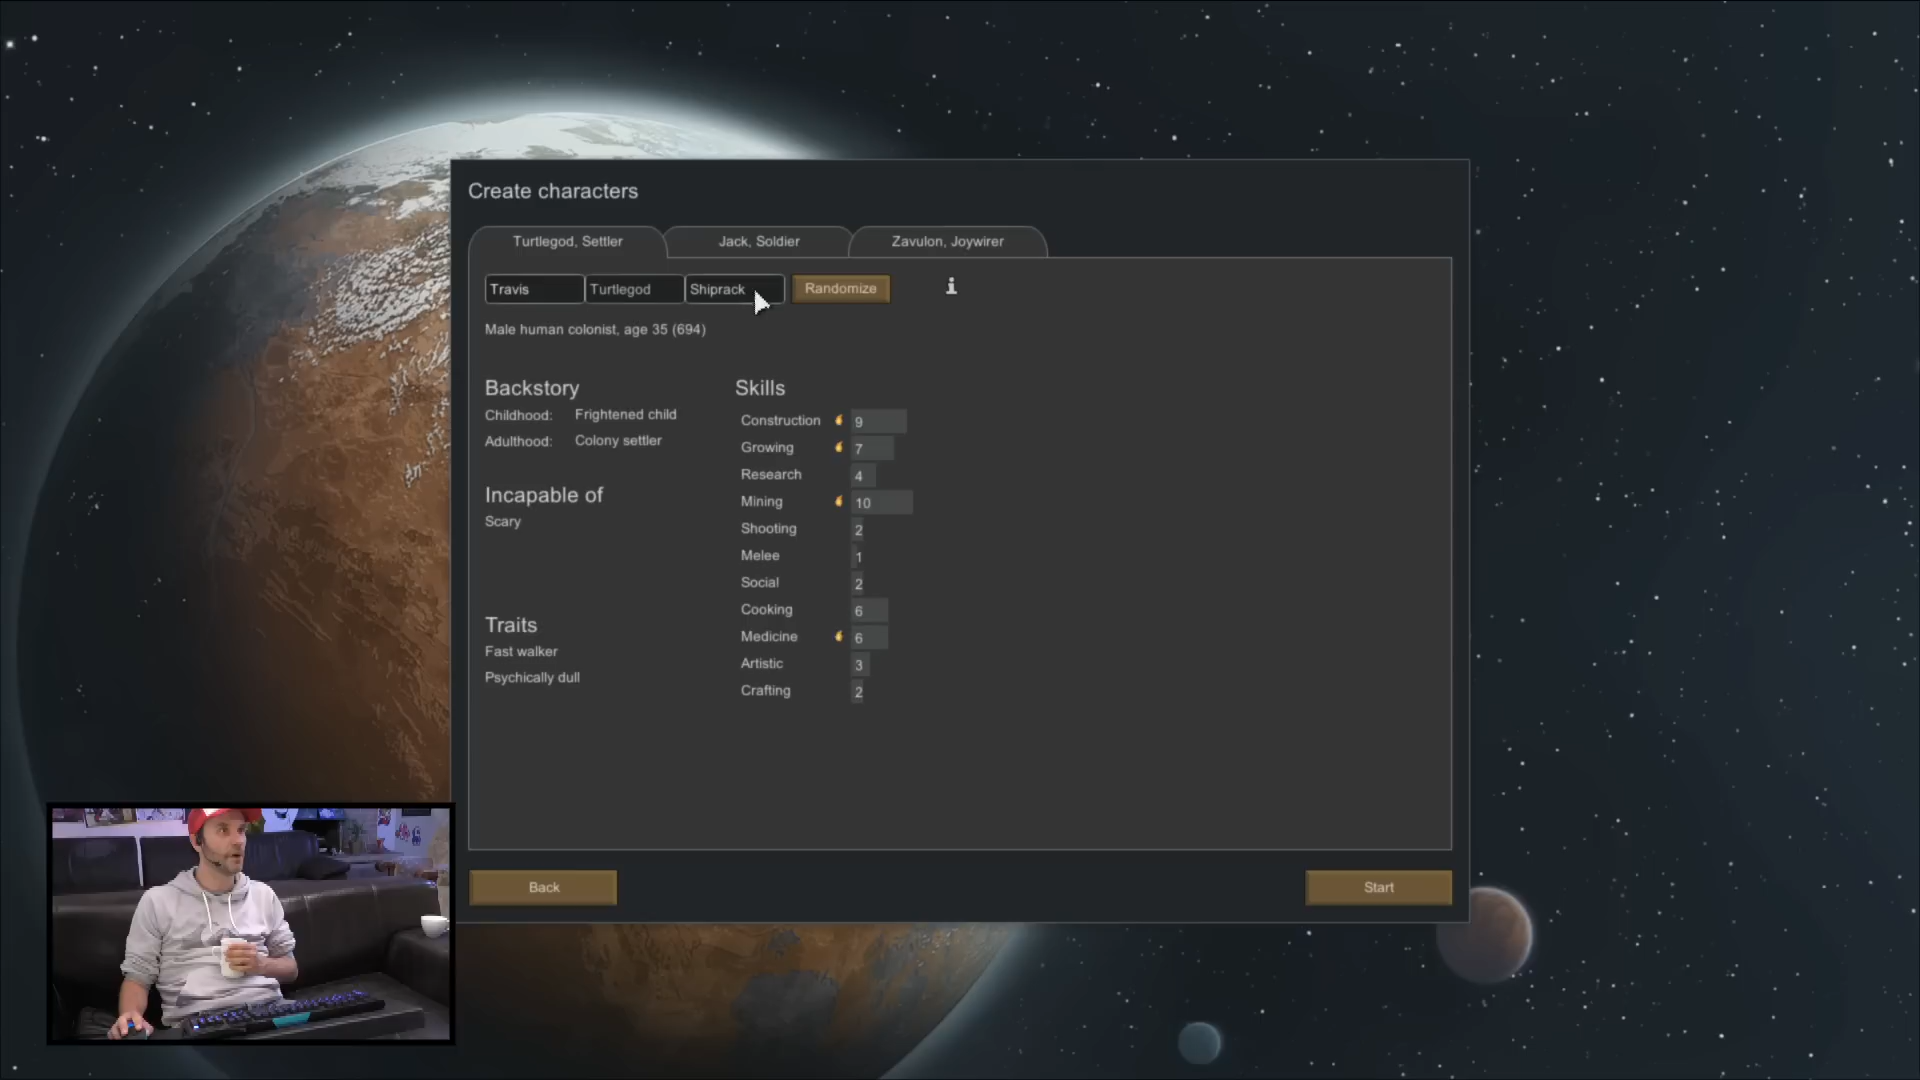 Create characters
Turtlegod, Settler
Jack, Soldier
Zavulon, Joywirer
Travis
Turtlegod
Shiprack
Randomize
Male human colonist, age 35 (694)
Backstory
Childhood: Frightened child
Adulthood: Colony settler
Incapable of
Scary
Traits
Fast walker
Psychically dull
Skills
Construction 9
Growing 7
Research 4
Mining 10
Shooting 2
Melee 1
Social 2
Cooking 6
Medicine 6
Artistic 3
Crafting 2
Back
Start